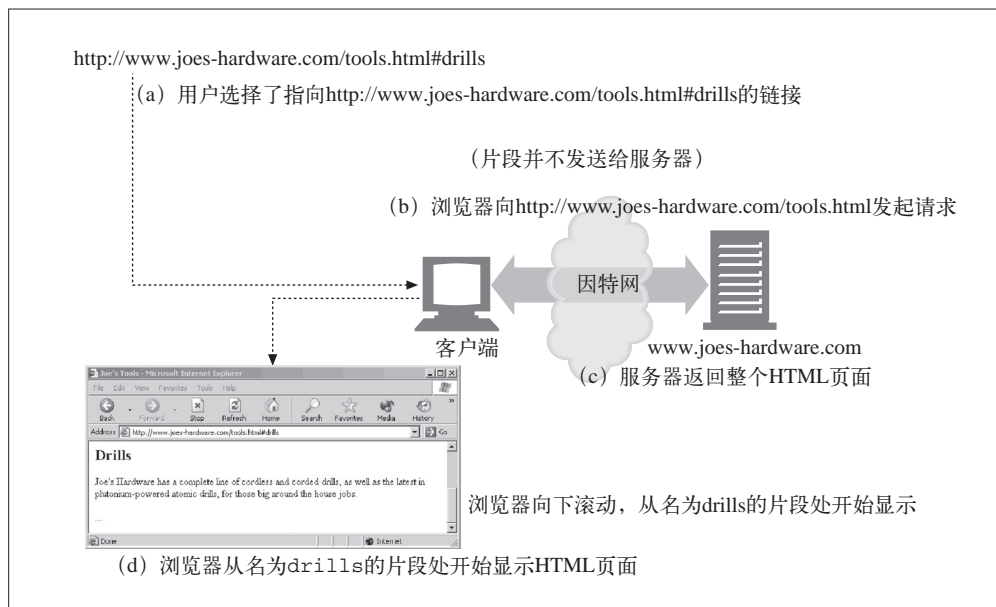 http://www.joes-hardware.com/tools.html#drills
（a）用户选择了指向http://www.joes-hardware.com/tools.html#drills的链接
（片段并不发送给服务器）
（b）浏览器向http://www.joes-hardware.com/tools.html发起请求
因特网
客户端
www.joes-hardware.com
（c）服务器返回整个HTML页面
Joe's Tools - Microsoft Internet Explorer
File Edit View Favorites Tools Help
Back Forward Stop Refresh Home Search Favorites Media History
Address http://www.joes-hardware.com/tools.html#drills Go
Drills
Joe's Hardware has a complete line of cordless and corded drills, as well as the latest in
plutonium-powered atomic drills, for those big around the house jobs.
...
浏览器向下滚动，从名为drills的片段处开始显示
Done Internet
（d）浏览器从名为drills的片段处开始显示HTML页面